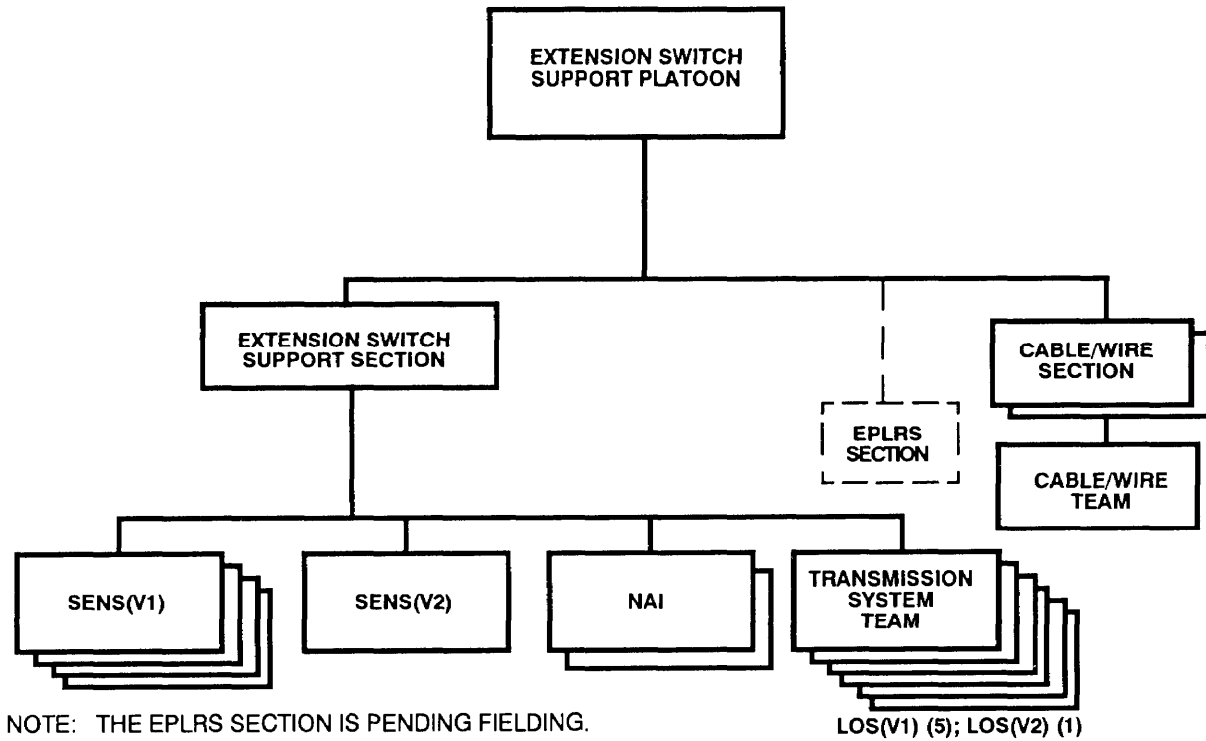 EXTENSION SWITCH
SUPPORT PLATOON
EXTENSION SWITCH
SUPPORT SECTION
CABLE/WIRE
SECTION
EPLRS
SECTION
CABLE/WIRE
TEAM
SENS(V1)
SENS(V2)
NAI
TRANSMISSION
SYSTEM
TEAM
NOTE: THE EPLRS SECTION IS PENDING FIELDING.
LOS(V1) (5); LOS(V2) (1)